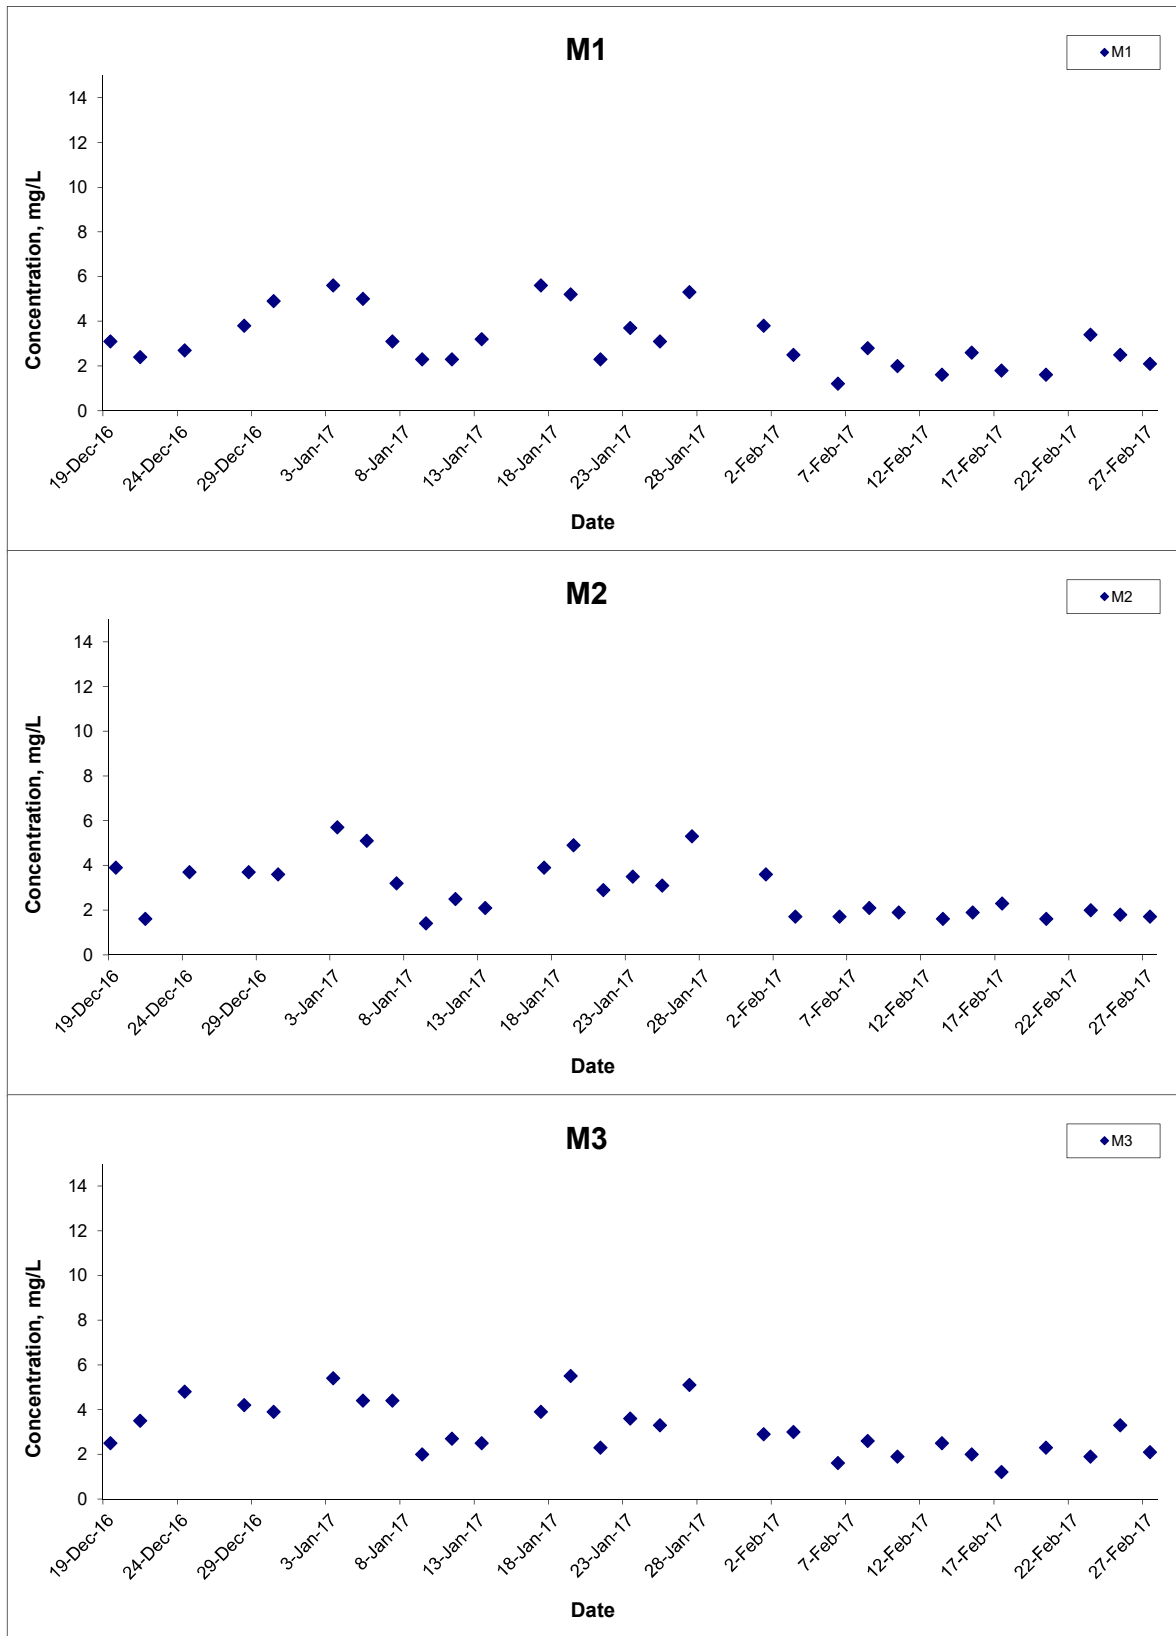 M1
M1
14
12
10
8
6
4
2
0
Concentration, mg/L
19-Dec-16
24-Dec-16
29-Dec-16
3-Jan-17
8-Jan-17
13-Jan-17
18-Jan-17
23-Jan-17
28-Jan-17
2-Feb-17
7-Feb-17
12-Feb-17
17-Feb-17
22-Feb-17
27-Feb-17
Date
M2
M2
14
12
10
8
6
4
2
0
Concentration, mg/L
19-Dec-16
24-Dec-16
29-Dec-16
3-Jan-17
8-Jan-17
13-Jan-17
18-Jan-17
23-Jan-17
28-Jan-17
2-Feb-17
7-Feb-17
12-Feb-17
17-Feb-17
22-Feb-17
27-Feb-17
Date
M3
M3
14
12
10
8
6
4
2
0
Concentration, mg/L
19-Dec-16
24-Dec-16
29-Dec-16
3-Jan-17
8-Jan-17
13-Jan-17
18-Jan-17
23-Jan-17
28-Jan-17
2-Feb-17
7-Feb-17
12-Feb-17
17-Feb-17
22-Feb-17
27-Feb-17
Date